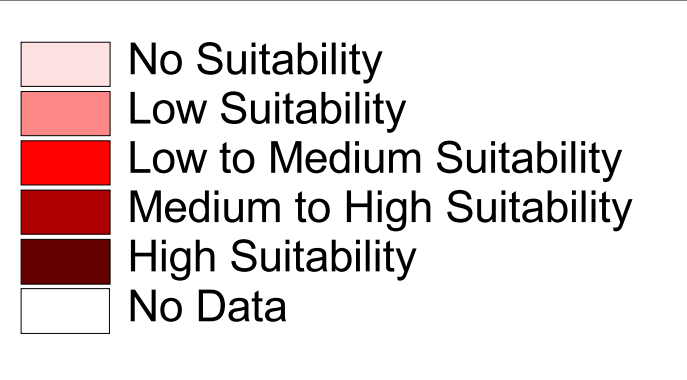 No Suitability
Low Suitability
Low to Medium Suitability
Medium to High Suitability
High Suitability
No Data